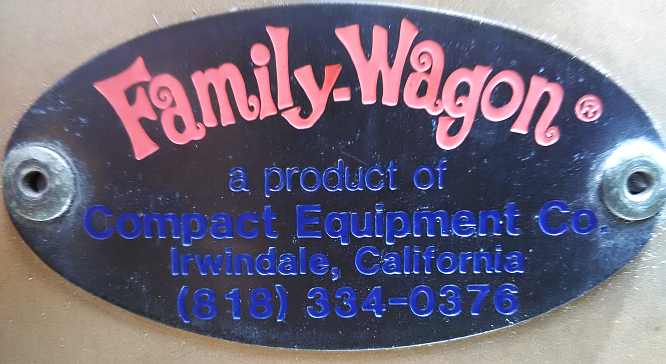 Family-Wagon®
a product of
Compact Equipment Co.
Irwindale, California
(818) 334-0376